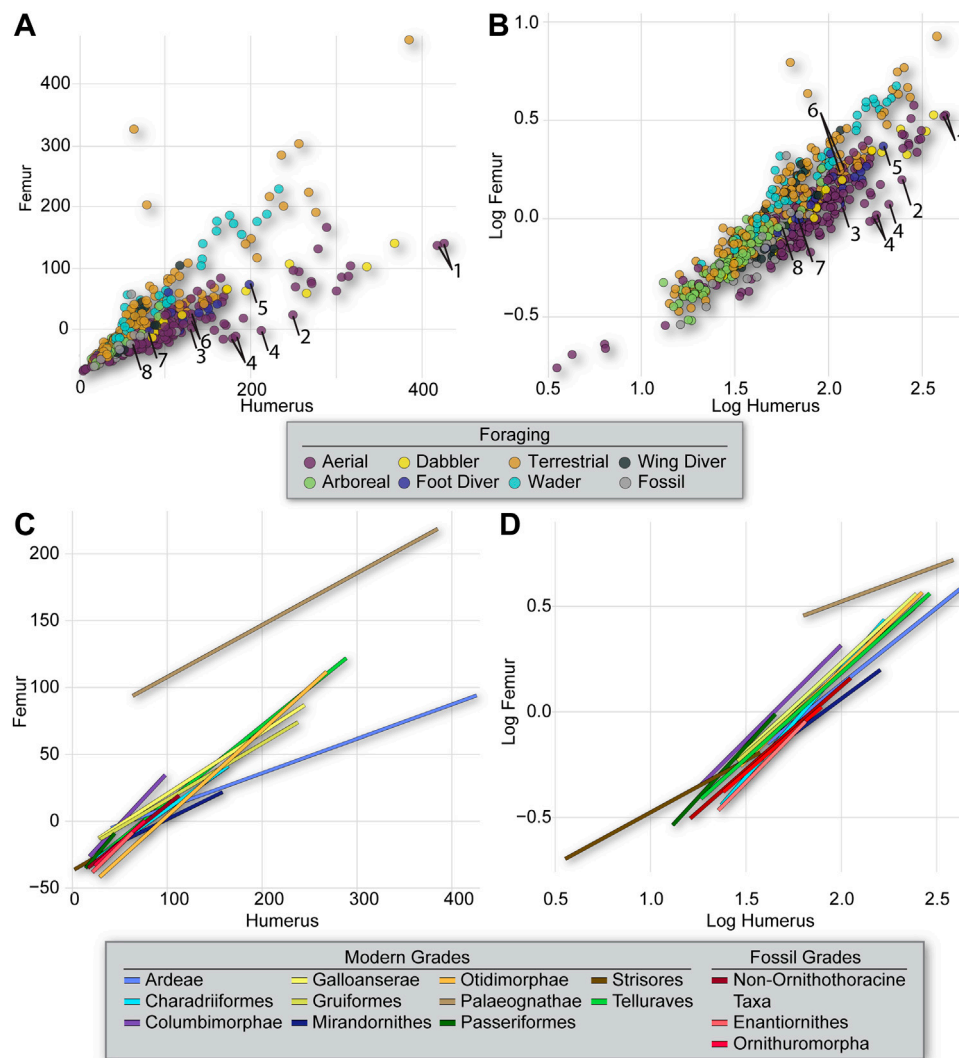 A
B
Femur
400
300
200
100
0
0
200
400
Humerus
1
2
3
4
4
5
6
7
8
Log Femur
1.0
0.5
0.0
−0.5
0.5
1.0
1.5
2.0
2.5
Log Humerus
6
5
2
4
4
3
7
8
Foraging
Aerial Dabbler Terrestrial Wing Diver
Arboreal Foot Diver Wader Fossil
C
D
Femur
200
150
100
50
0
−50
0 100 200 300 400
Humerus
Log Femur
0.5
0.0
−0.5
0.5 1.0 1.5 2.0 2.5
Log Humerus
Modern Grades Fossil Grades
Ardeae Galloanserae Otidimorphae Strisores Non-Ornithothoracine
Charadriiformes Gruiformes Palaeognathae Telluraves Taxa
Columbimorphae Mirandornithes Passeriformes Enantiornithes
Ornithuromorpha